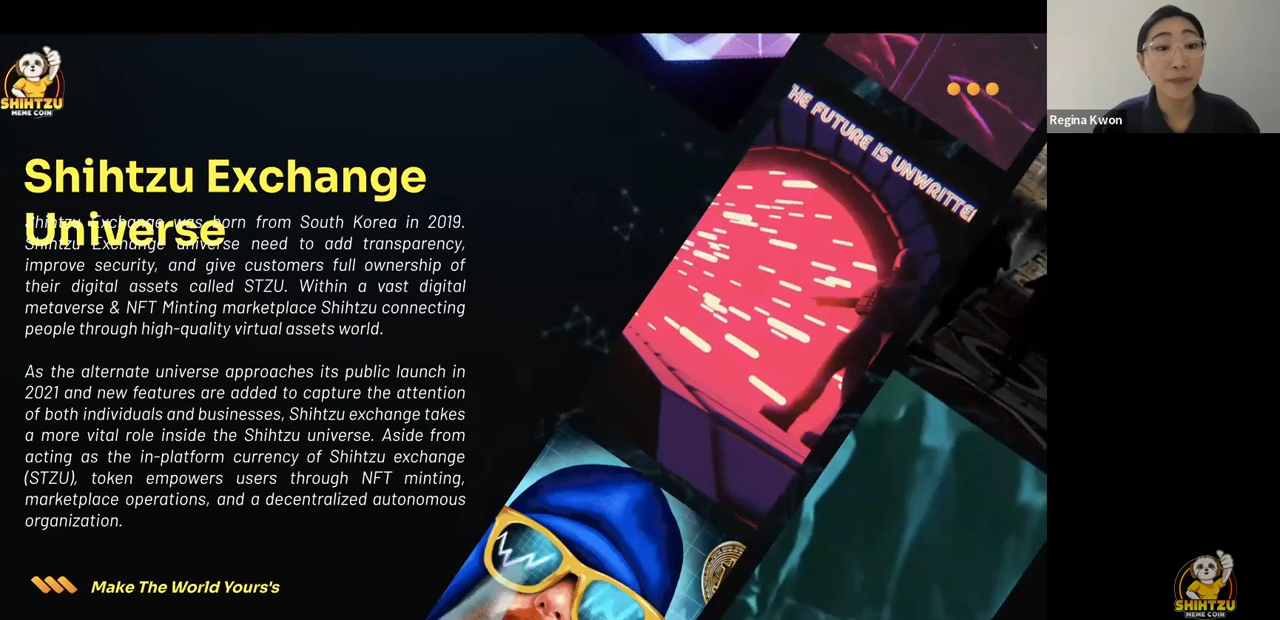 SHIHTZU
MEME COIN
Shihtzu Exchange
Universe
Shihtzu Exchange was born from South Korea in 2019.
Shihtzu Exchange universe need to add transparency,
improve security, and give customers full ownership of
their digital assets called STZU. Within a vast digital
metaverse & NFT Minting marketplace Shihtzu connecting
people through high-quality virtual assets world.
As the alternate universe approaches its public launch in
2021 and new features are added to capture the attention
of both individuals and businesses, Shihtzu exchange takes
a more vital role inside the Shihtzu universe. Aside from
acting as the in-platform currency of Shihtzu exchange
(STZU), token empowers users through NFT minting,
marketplace operations, and a decentralized autonomous
organization.
Make The World Yours's
HE FUTURE IS UNWRITTE
Regina Kwon
SHIHTZU
MEME COIN